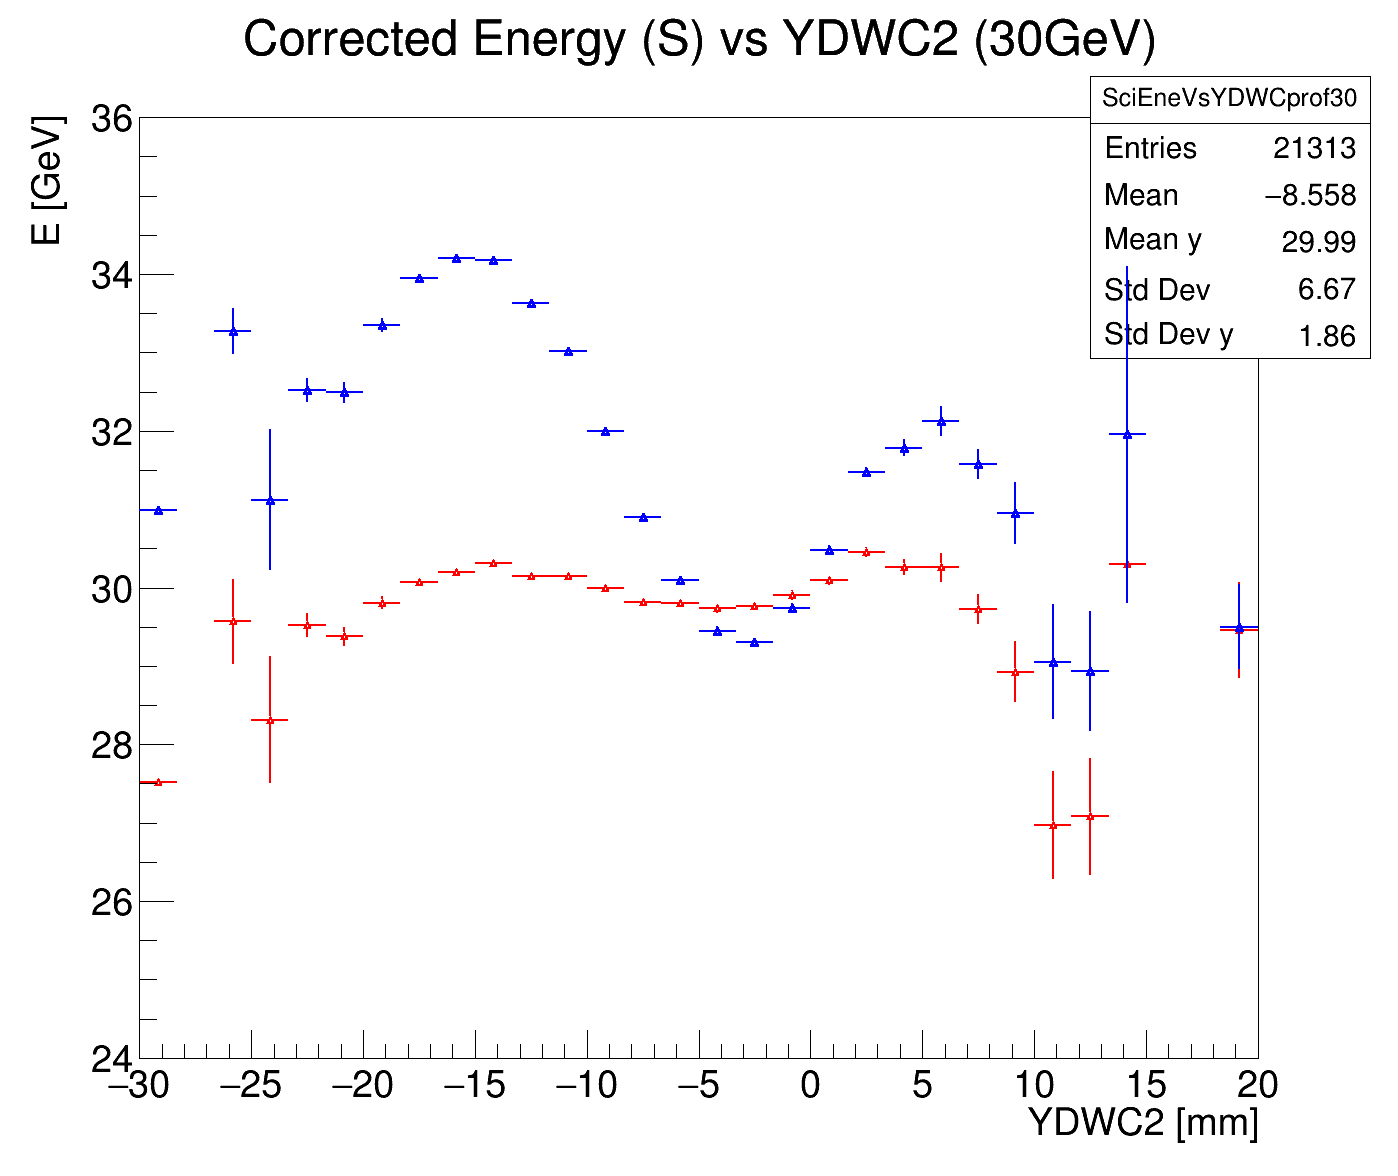 Corrected Energy (S) vs YDWC2 (30GeV)
SciEneVsYDWCprof30
Entries 21313
Mean −8.558
Mean y 29.99
Std Dev 6.67
Std Dev y 1.86
E [GeV]
36
34
32
30
28
26
24
−30 −25 −20 −15 −10 −5 0 5 10 15 20
YDWC2 [mm]